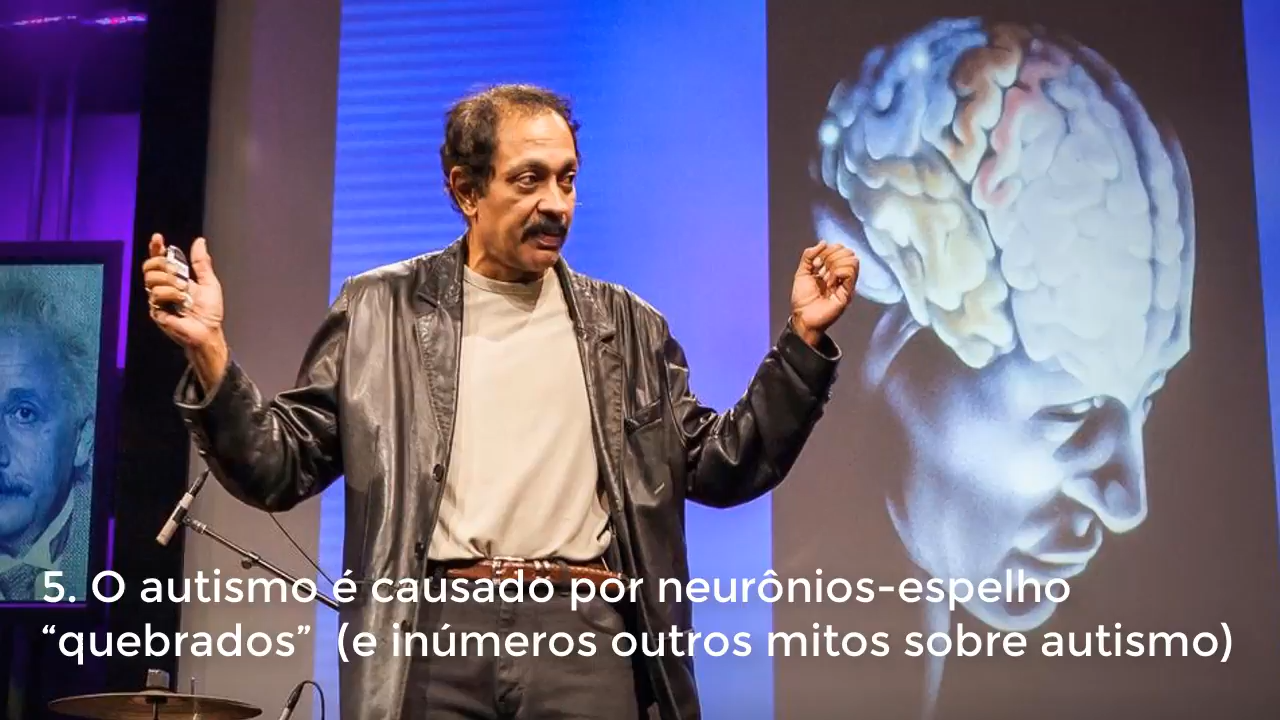 5. O autismo é causado por neurônios-espelho
“quebrados” (e inúmeros outros mitos sobre autismo)